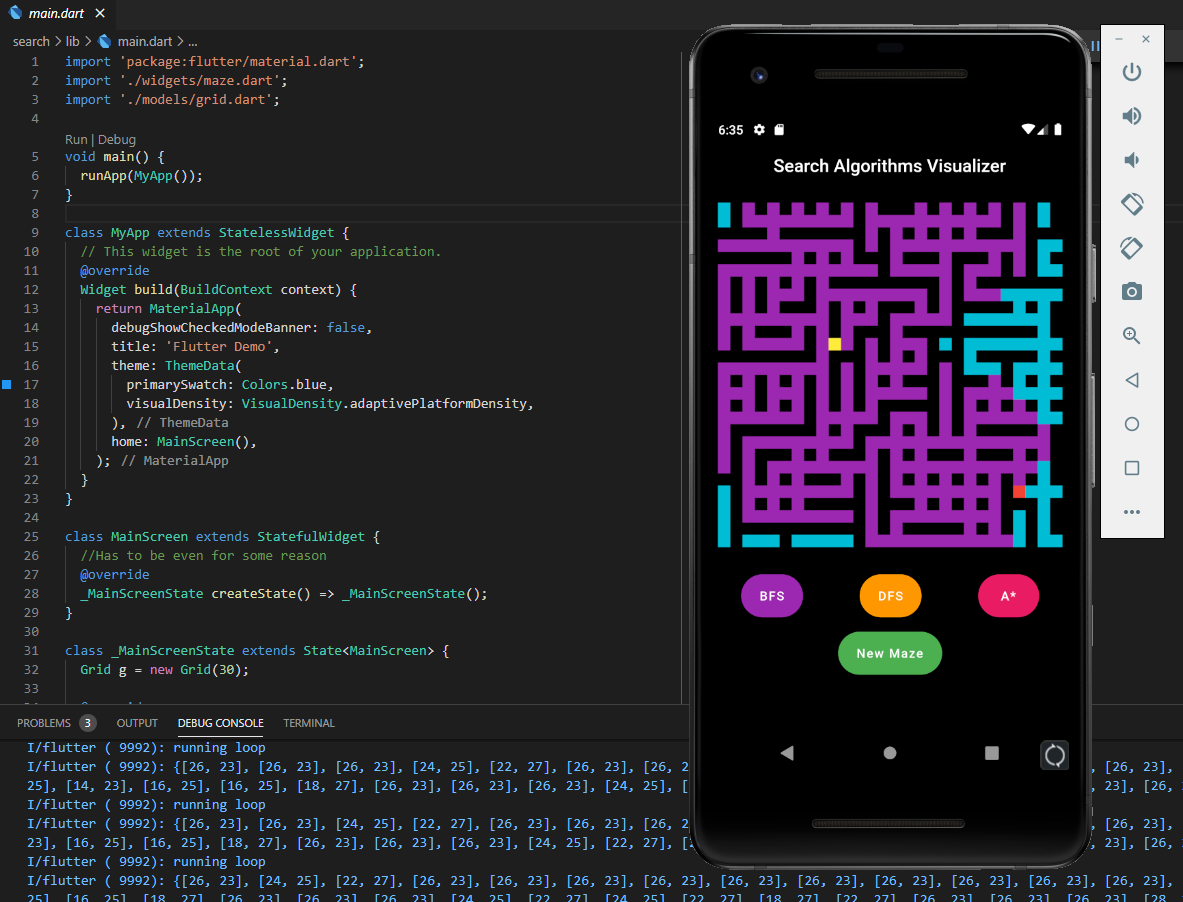 main.dart
search > lib > main.dart > ...
1 import 'package:flutter/material.dart';
2 import './widgets/maze.dart';
3 import './models/grid.dart';
4
Run | Debug
5 void main() {
6 runApp(MyApp());
7 }
8
9 class MyApp extends StatelessWidget {
10 // This widget is the root of your application.
11 @override
12 Widget build(BuildContext context) {
13 return MaterialApp(
14 debugShowCheckedModeBanner: false,
15 title: 'Flutter Demo',
16 theme: ThemeData(
17 primarySwatch: Colors.blue,
18 visualDensity: VisualDensity.adaptivePlatformDensity,
19 ), // ThemeData
20 home: MainScreen(),
21 ); // MaterialApp
22 }
23 }
24
25 class MainScreen extends StatefulWidget {
26 //Has to be even for some reason
27 @override
28 _MainScreenState createState() => _MainScreenState();
29 }
30
31 class _MainScreenState extends State<MainScreen> {
32 Grid g = new Grid(30);
33
6:35
Search Algorithms Visualizer
BFS
DFS
A*
New Maze
PROBLEMS 3 OUTPUT DEBUG CONSOLE TERMINAL
I/flutter ( 9992): running loop
I/flutter ( 9992): {[26, 23], [26, 23], [26, 23], [24, 25], [22, 27], [26, 23], [26, 2 , [26, 23],
25], [14, 23], [16, 25], [16, 25], [18, 27], [26, 23], [26, 23], [26, 23], [24, 25], [ , 23], [26,
I/flutter ( 9992): running loop
I/flutter ( 9992): {[26, 23], [26, 23], [24, 25], [22, 27], [26, 23], [26, 23], [26, 2 , [26, 23],
23], [16, 25], [16, 25], [18, 27], [26, 23], [26, 23], [26, 23], [24, 25], [22, 27], [ , 23], [26,
I/flutter ( 9992): running loop
I/flutter ( 9992): {[26, 23], [24, 25], [22, 27], [26, 23], [26, 23], [26, 23], [26, 23], [26, 23], [26, 23], [26, 23], [26, 23], [26, 23], [26, 23], [26, 23],